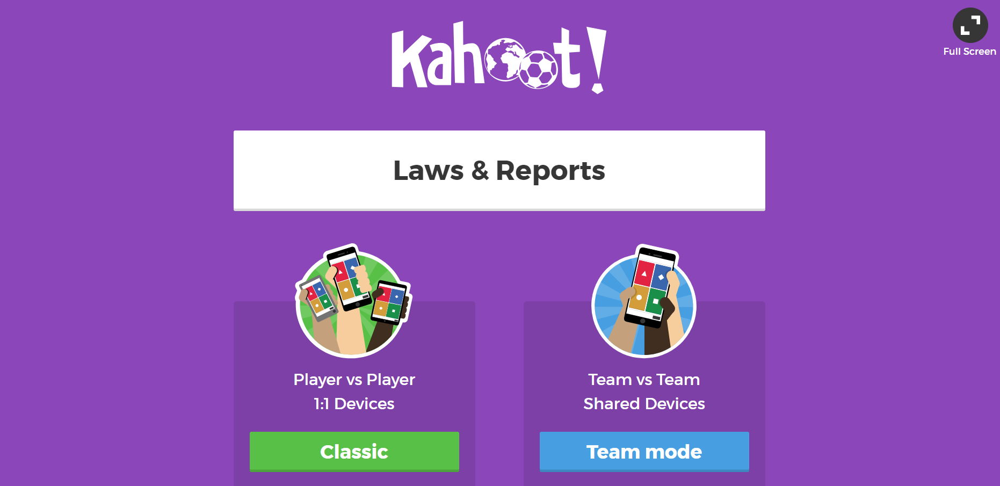 Kahoot!
Full Screen
Laws & Reports
Player vs Player
1:1 Devices
Classic
Team vs Team
Shared Devices
Team mode